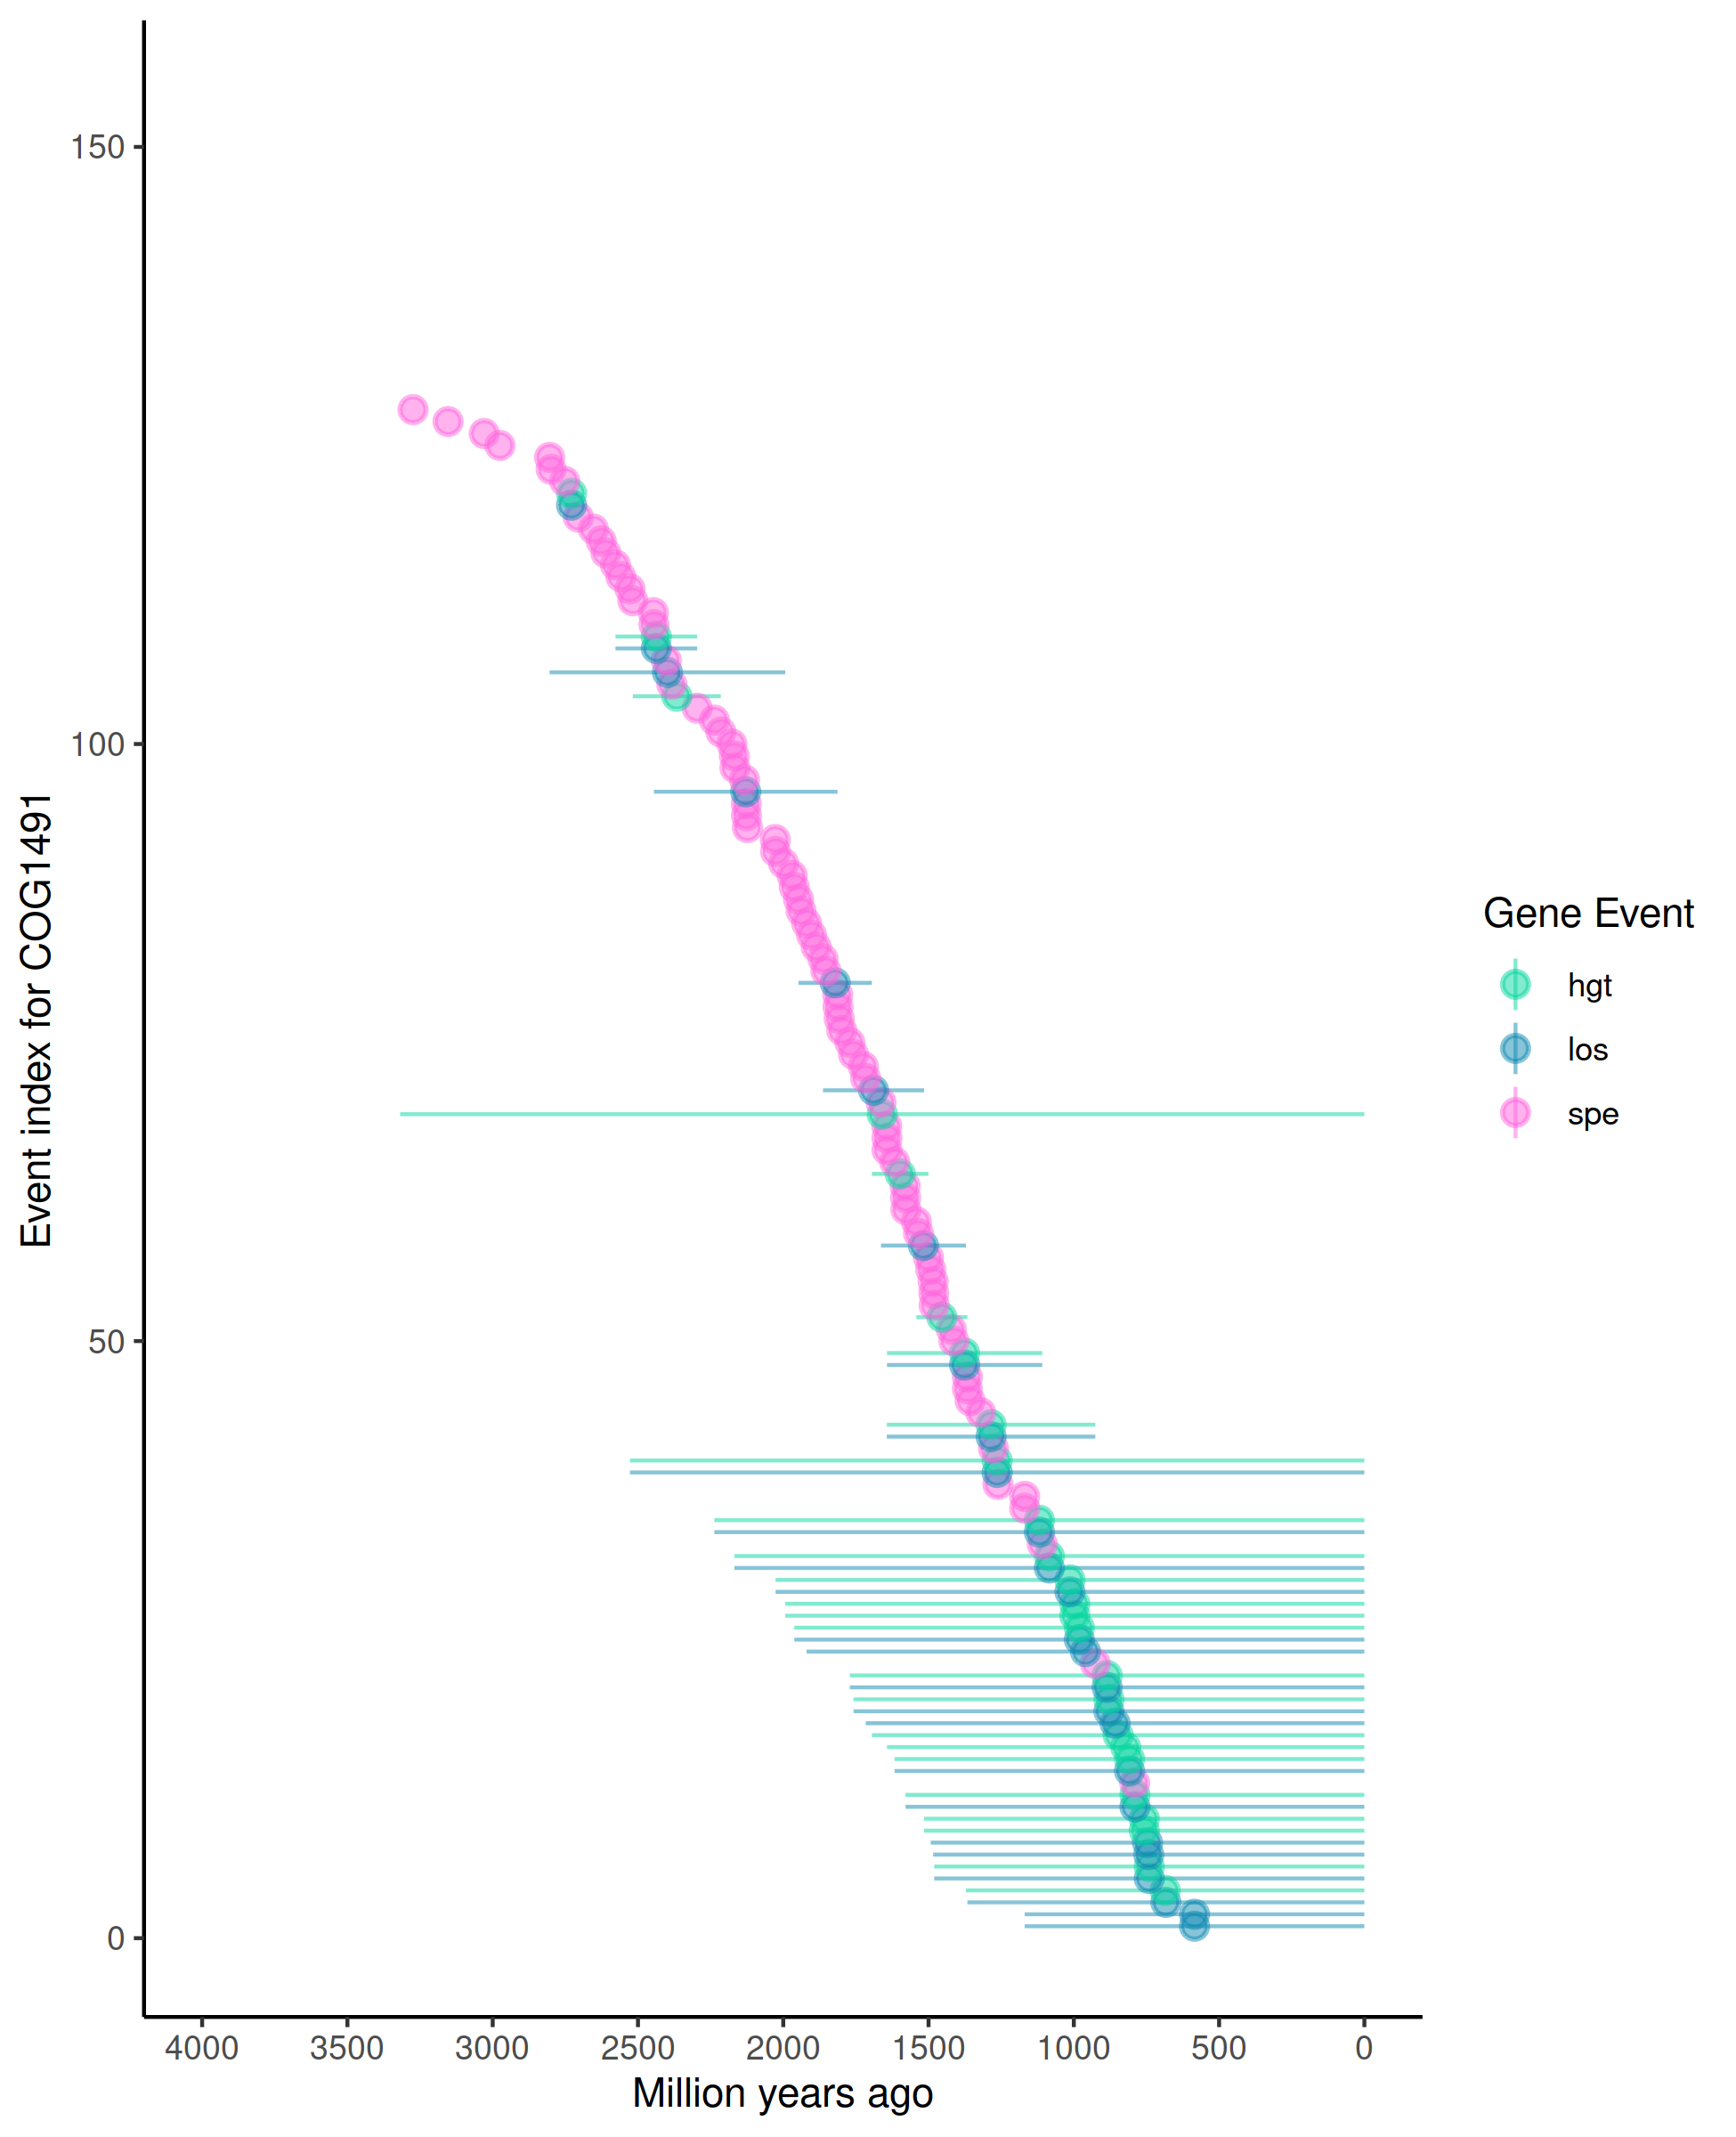 150
100
50
0
Event index for COG1491
4000 3500 3000 2500 2000 1500 1000 500 0
Million years ago
Gene Event
hgt
los
spe